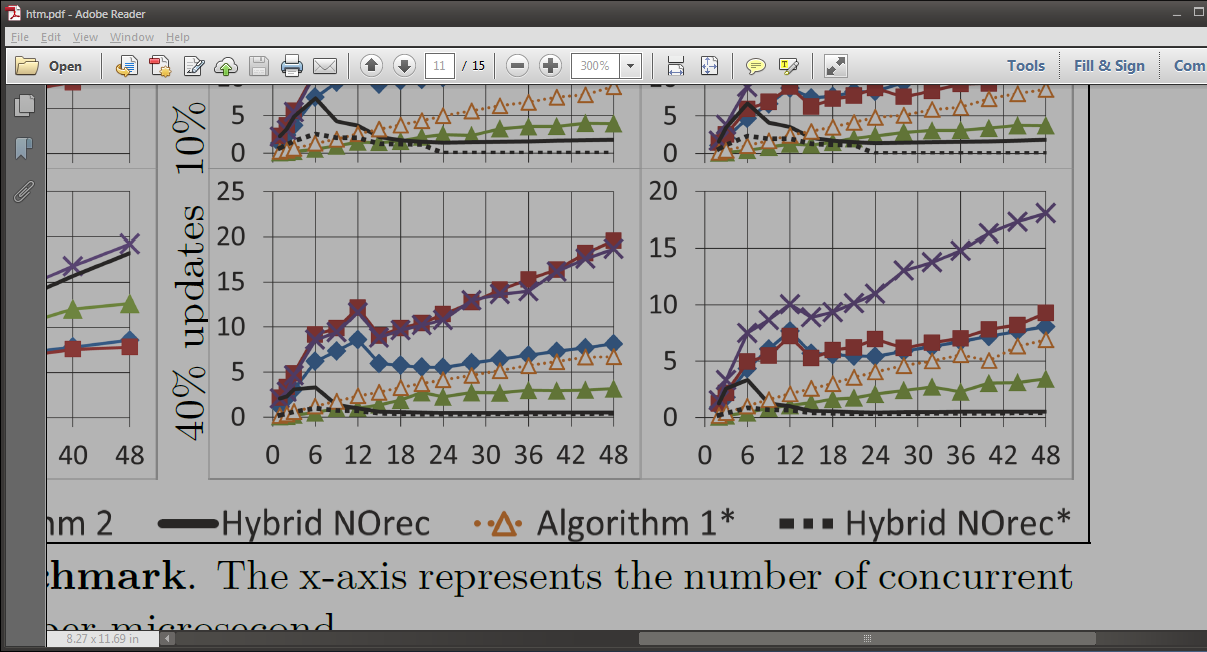 htm.pdf - Adobe Reader
File Edit View Window Help
Open 11 / 15 300% Tools Fill & Sign Com
10%
5
0
5
0
40% updates
25
20
15
10
5
0
0 6 12 18 24 30 36 42 48
20
15
10
5
0
0 6 12 18 24 30 36 42 48
40 48
hm 2 Hybrid NOrec Algorithm 1* Hybrid NOrec*
chmark. The x-axis represents the number of concurrent
per microsecond
8.27 x 11.69 in